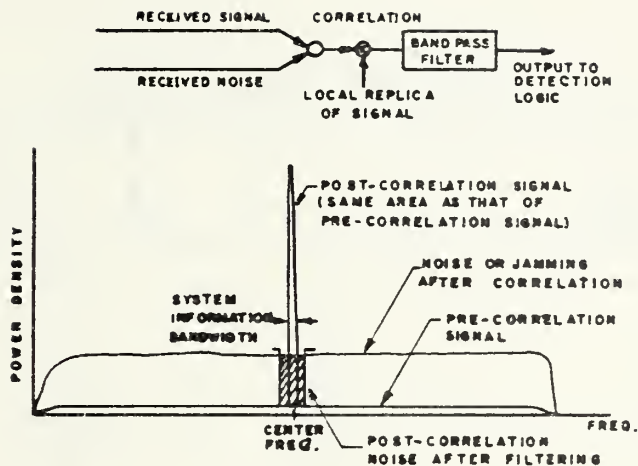 RECEIVED SIGNAL
CORRELATION
RECEIVED NOISE
BAND PASS
FILTER
OUTPUT TO
DETECTION
LOGIC
LOCAL REPLICA
OF SIGNAL
POWER DENSITY
POST-CORRELATION SIGNAL
(SAME AREA AS THAT OF
PRE-CORRELATION SIGNAL)
NOISE OR JAMMING
AFTER CORRELATION
SYSTEM
INFORMATION
BANDWIDTH
PRE-CORRELATION
SIGNAL
FREQ.
CENTER
FREQ.
POST-CORRELATION
NOISE AFTER FILTERING